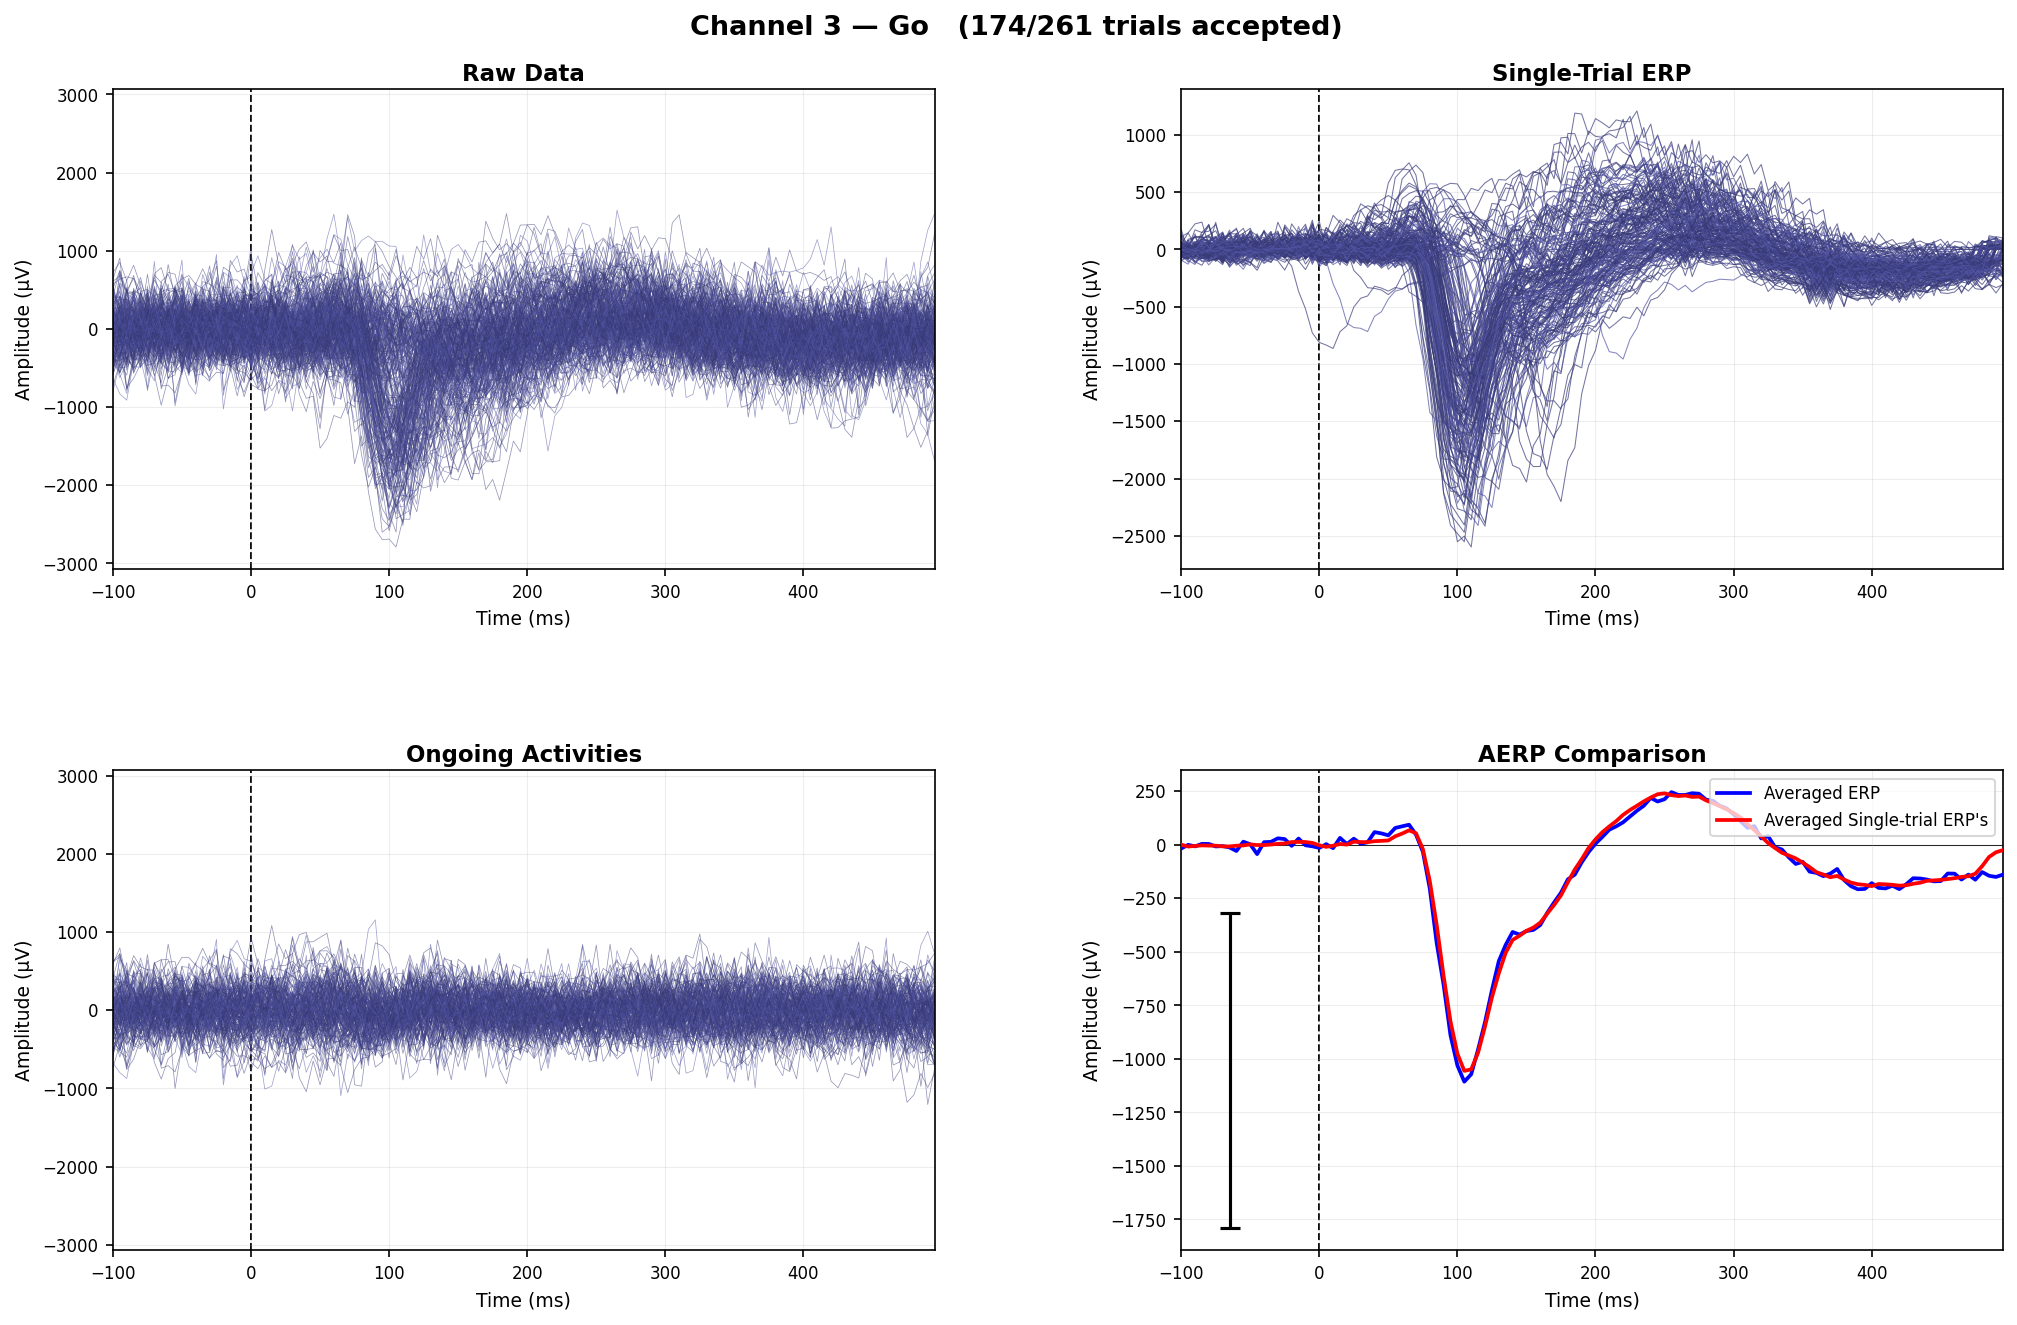 Channel 3 — Go   (174/261 trials accepted)
Raw Data
3000
2000
1000
0
−1000
−2000
−3000
Amplitude (µV)
−100 0 100 200 300 400
Time (ms)
Single-Trial ERP
1000
500
0
−500
−1000
−1500
−2000
−2500
Amplitude (µV)
−100 0 100 200 300 400
Time (ms)
Ongoing Activities
3000
2000
1000
0
−1000
−2000
−3000
Amplitude (µV)
−100 0 100 200 300 400
Time (ms)
AERP Comparison
Averaged ERP
Averaged Single-trial ERP's
250
0
−250
−500
−750
−1000
−1250
−1500
−1750
Amplitude (µV)
−100 0 100 200 300 400
Time (ms)